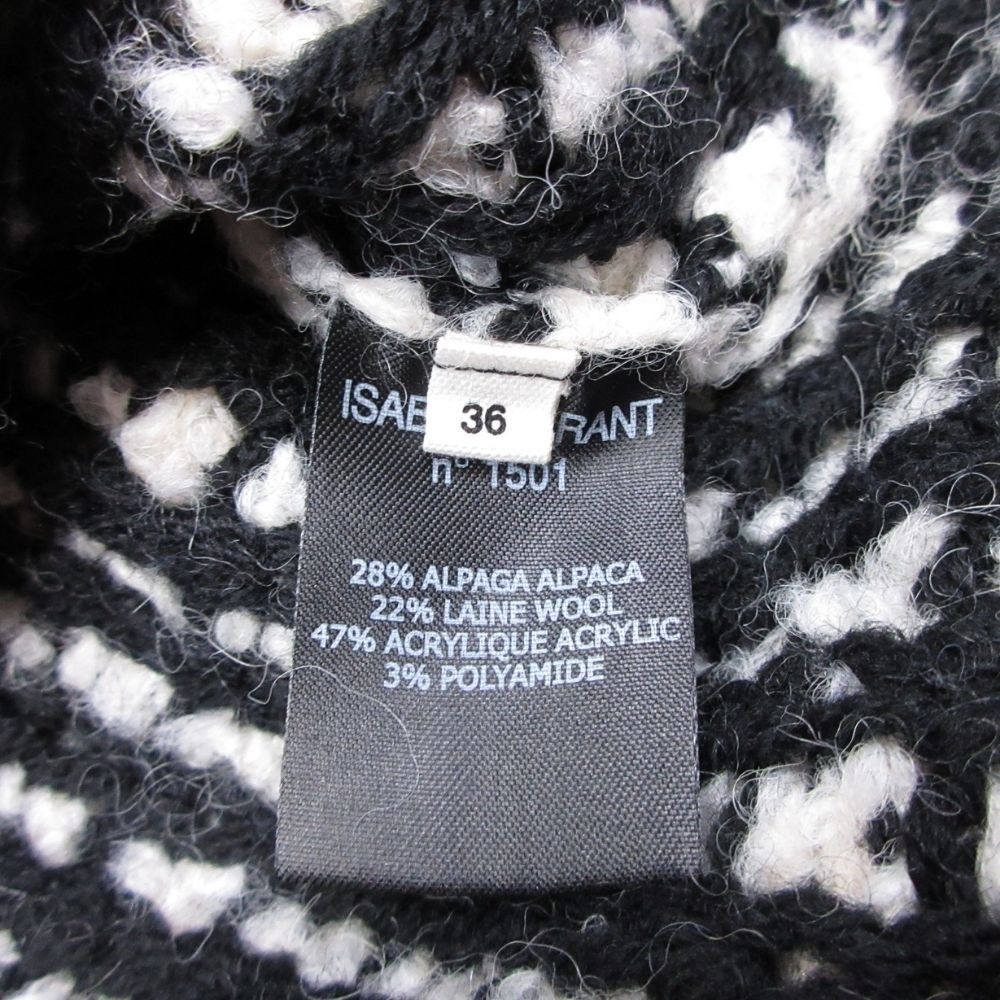 36
ISAB RANT
n° 1501
28% ALPAGA ALPACA
22% LAINE WOOL
47% ACRYLIQUE ACRYLIC
3% POLYAMIDE